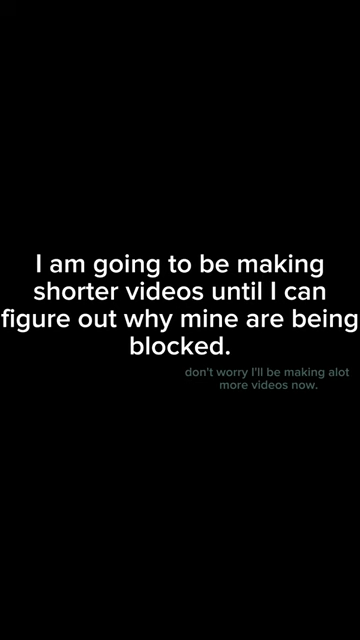 I am going to be making
shorter videos until I can
figure out why mine are being
blocked.
don't worry I'll be making alot
more videos now.